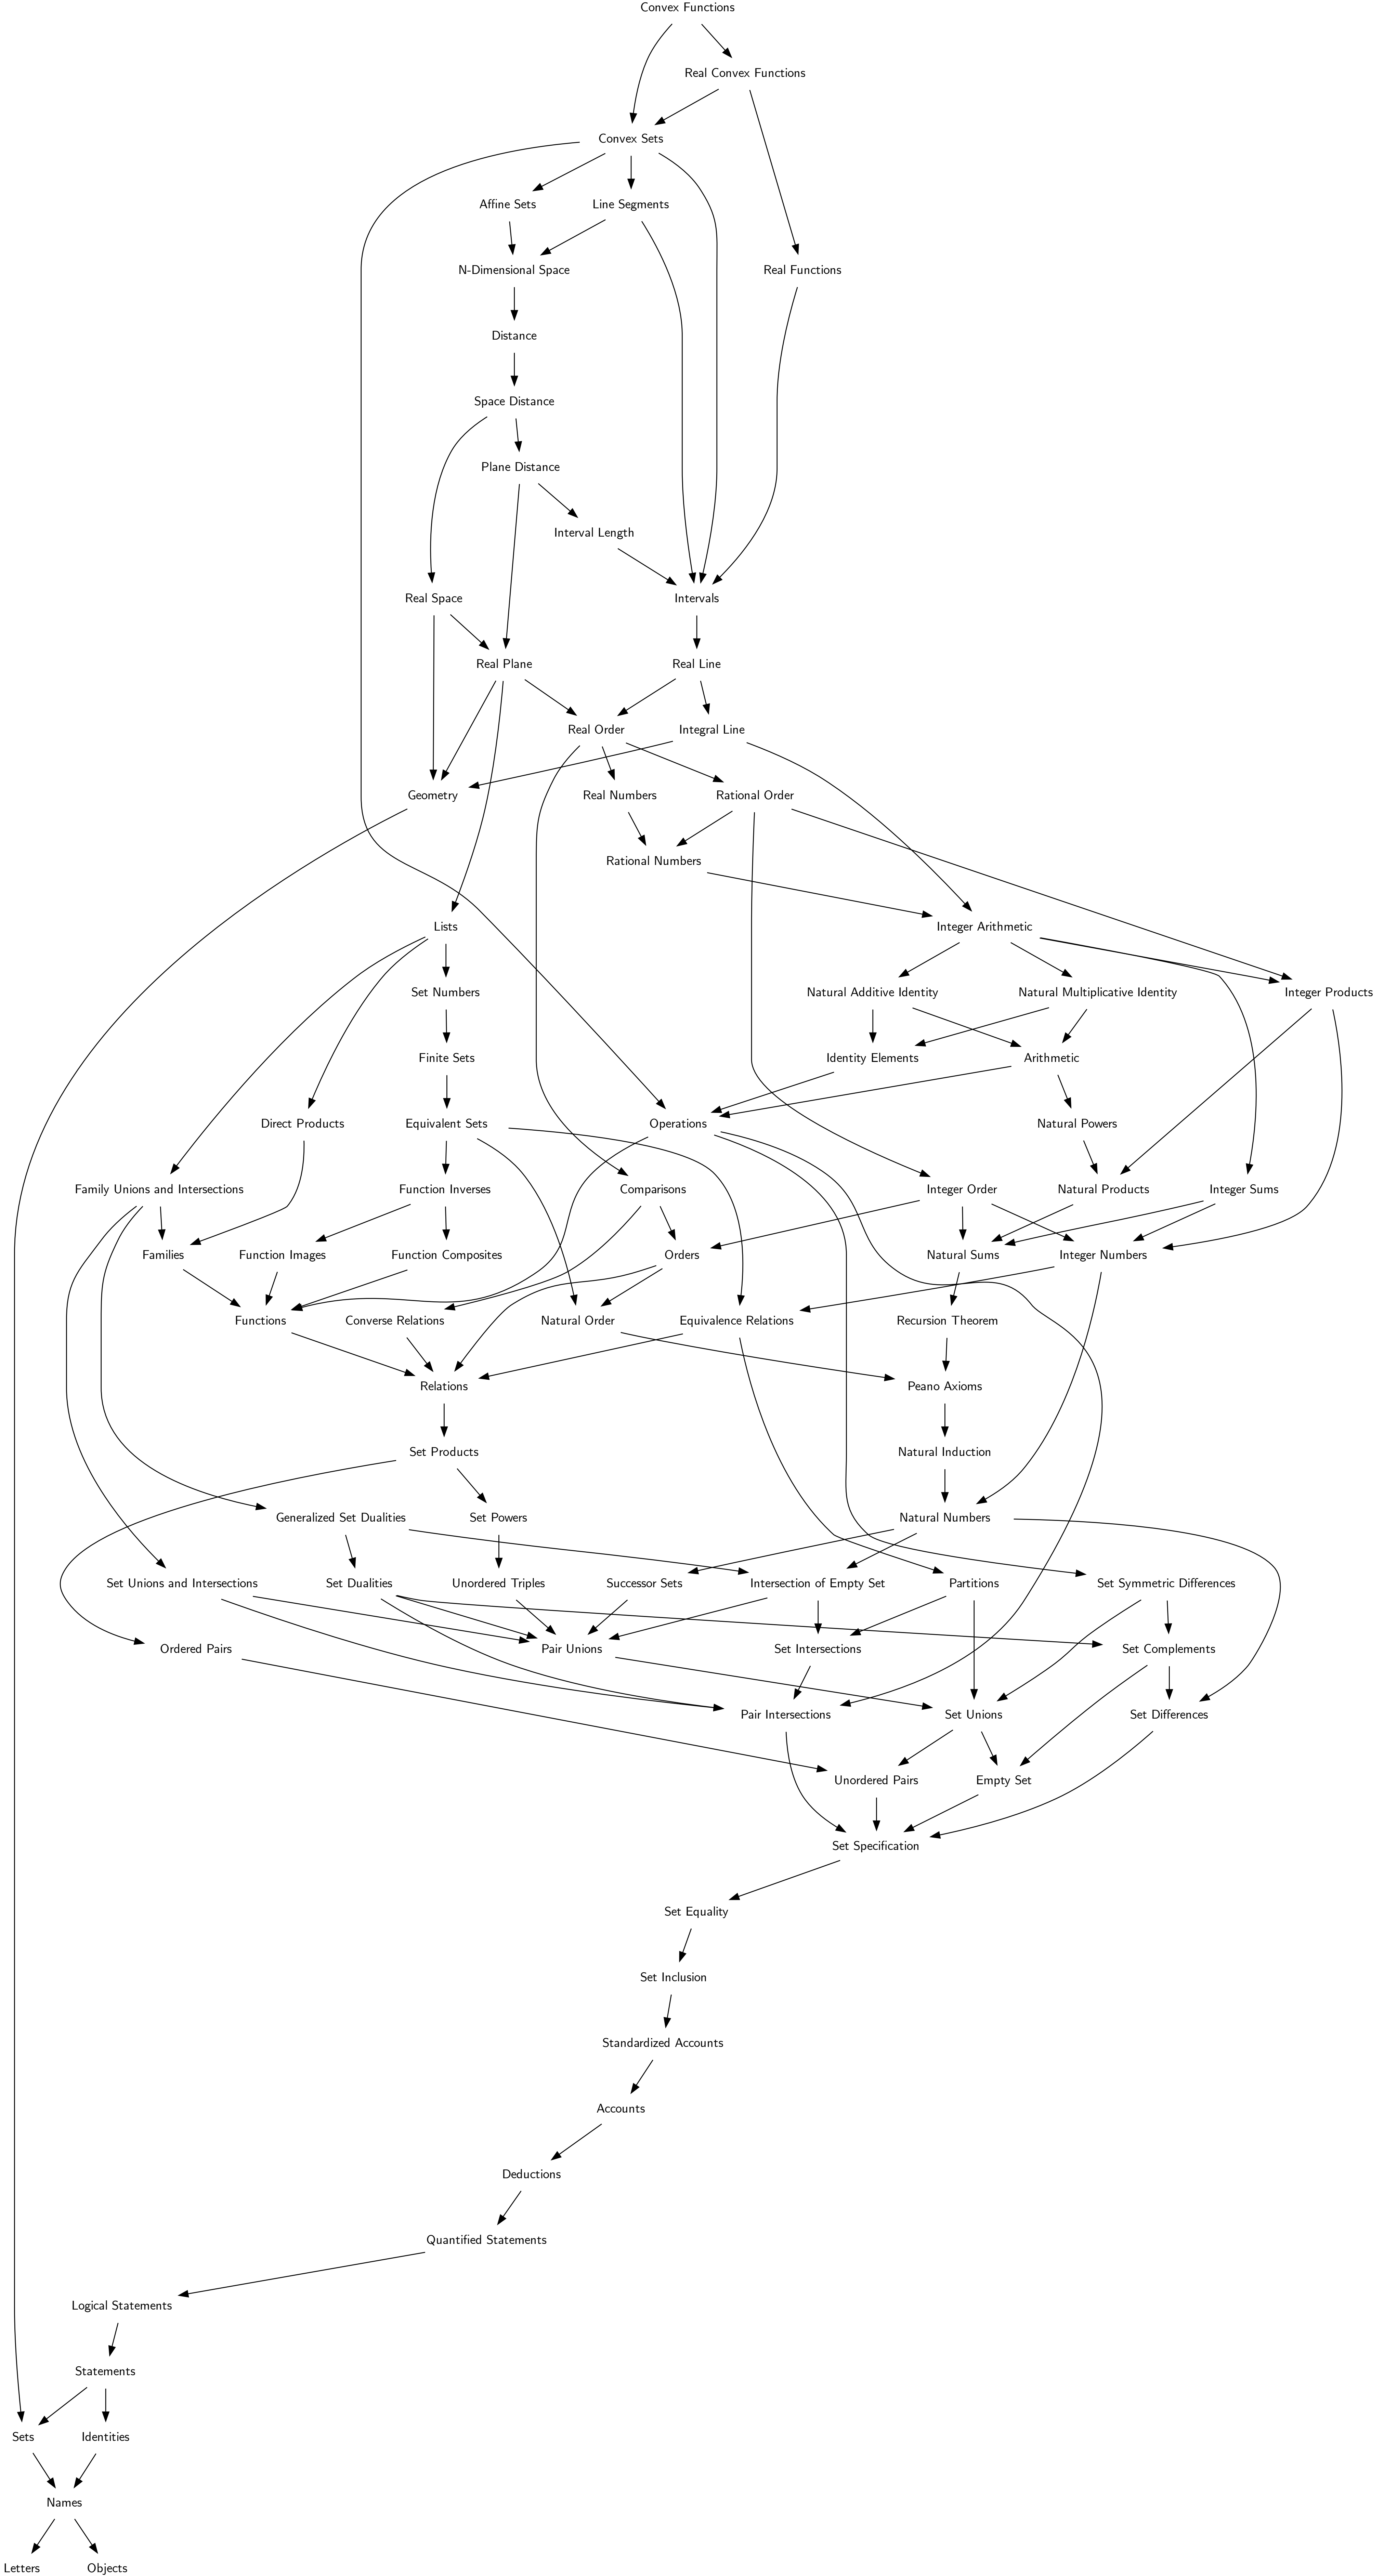 Convex Functions
Real Convex Functions
Convex Sets
Affine Sets
Line Segments
N-Dimensional Space
Real Functions
Distance
Space Distance
Plane Distance
Interval Length
Real Space
Intervals
Real Plane
Real Line
Real Order
Integral Line
Geometry
Real Numbers
Rational Order
Rational Numbers
Lists
Integer Arithmetic
Set Numbers
Natural Additive Identity
Natural Multiplicative Identity
Integer Products
Finite Sets
Identity Elements
Arithmetic
Direct Products
Equivalent Sets
Operations
Natural Powers
Family Unions and Intersections
Function Inverses
Comparisons
Integer Order
Natural Products
Integer Sums
Families
Function Images
Function Composites
Orders
Natural Sums
Integer Numbers
Functions
Converse Relations
Natural Order
Equivalence Relations
Recursion Theorem
Relations
Peano Axioms
Set Products
Natural Induction
Generalized Set Dualities
Set Powers
Natural Numbers
Set Unions and Intersections
Set Dualities
Unordered Triples
Successor Sets
Intersection of Empty Set
Partitions
Set Symmetric Differences
Ordered Pairs
Pair Unions
Set Intersections
Set Complements
Pair Intersections
Set Unions
Set Differences
Unordered Pairs
Empty Set
Set Specification
Set Equality
Set Inclusion
Standardized Accounts
Accounts
Deductions
Quantified Statements
Logical Statements
Statements
Sets
Identities
Names
Letters
Objects